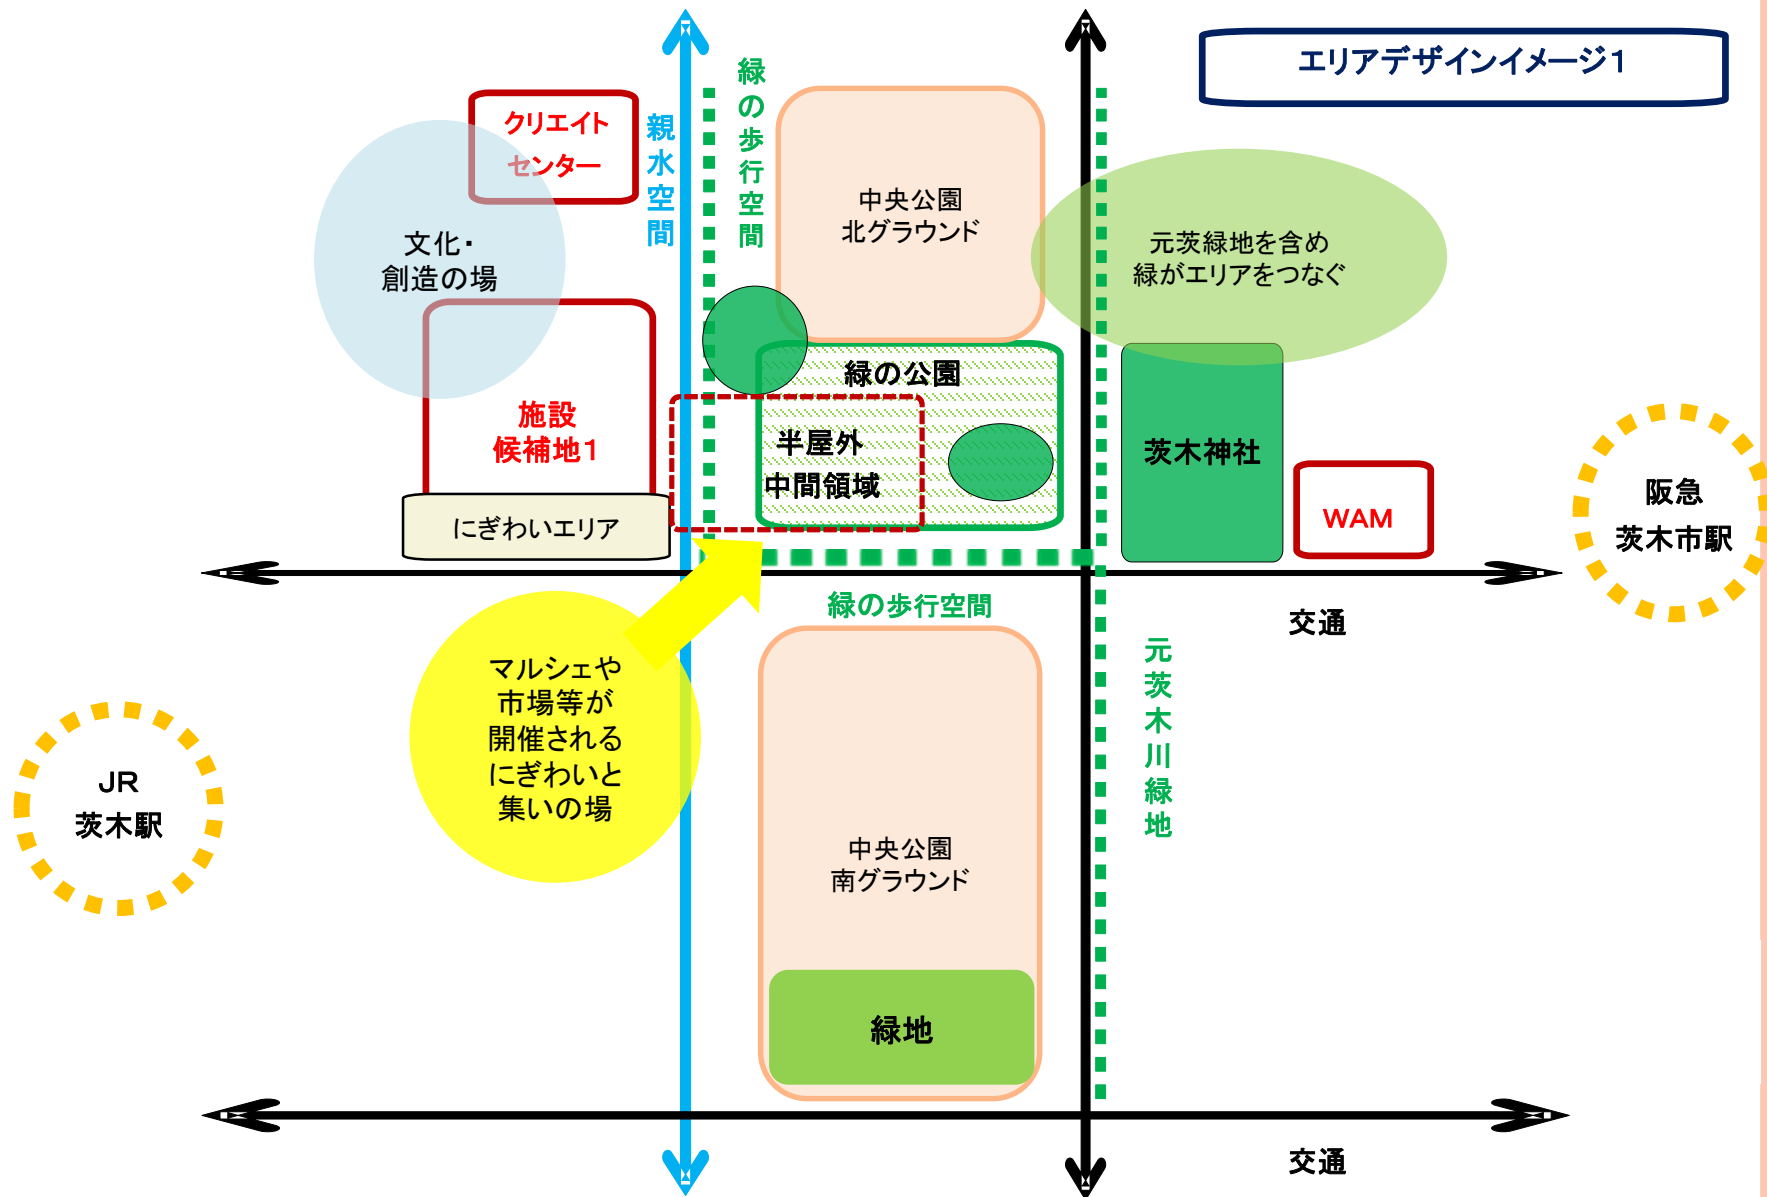 エリアデザインイメージ１
クリエイト
センター
親水空間
緑の歩行空間
中央公園
北グラウンド
文化・
創造の場
元茨緑地を含め
緑がエリアをつなぐ
緑の公園
施設
候補地１
半屋外
中間領域
茨木神社
ＷＡＭ
阪急
茨木市駅
にぎわいエリア
緑の歩行空間
交通
マルシェや
市場等が
開催される
にぎわいと
集いの場
元茨木川緑地
ＪＲ
茨木駅
中央公園
南グラウンド
緑地
交通